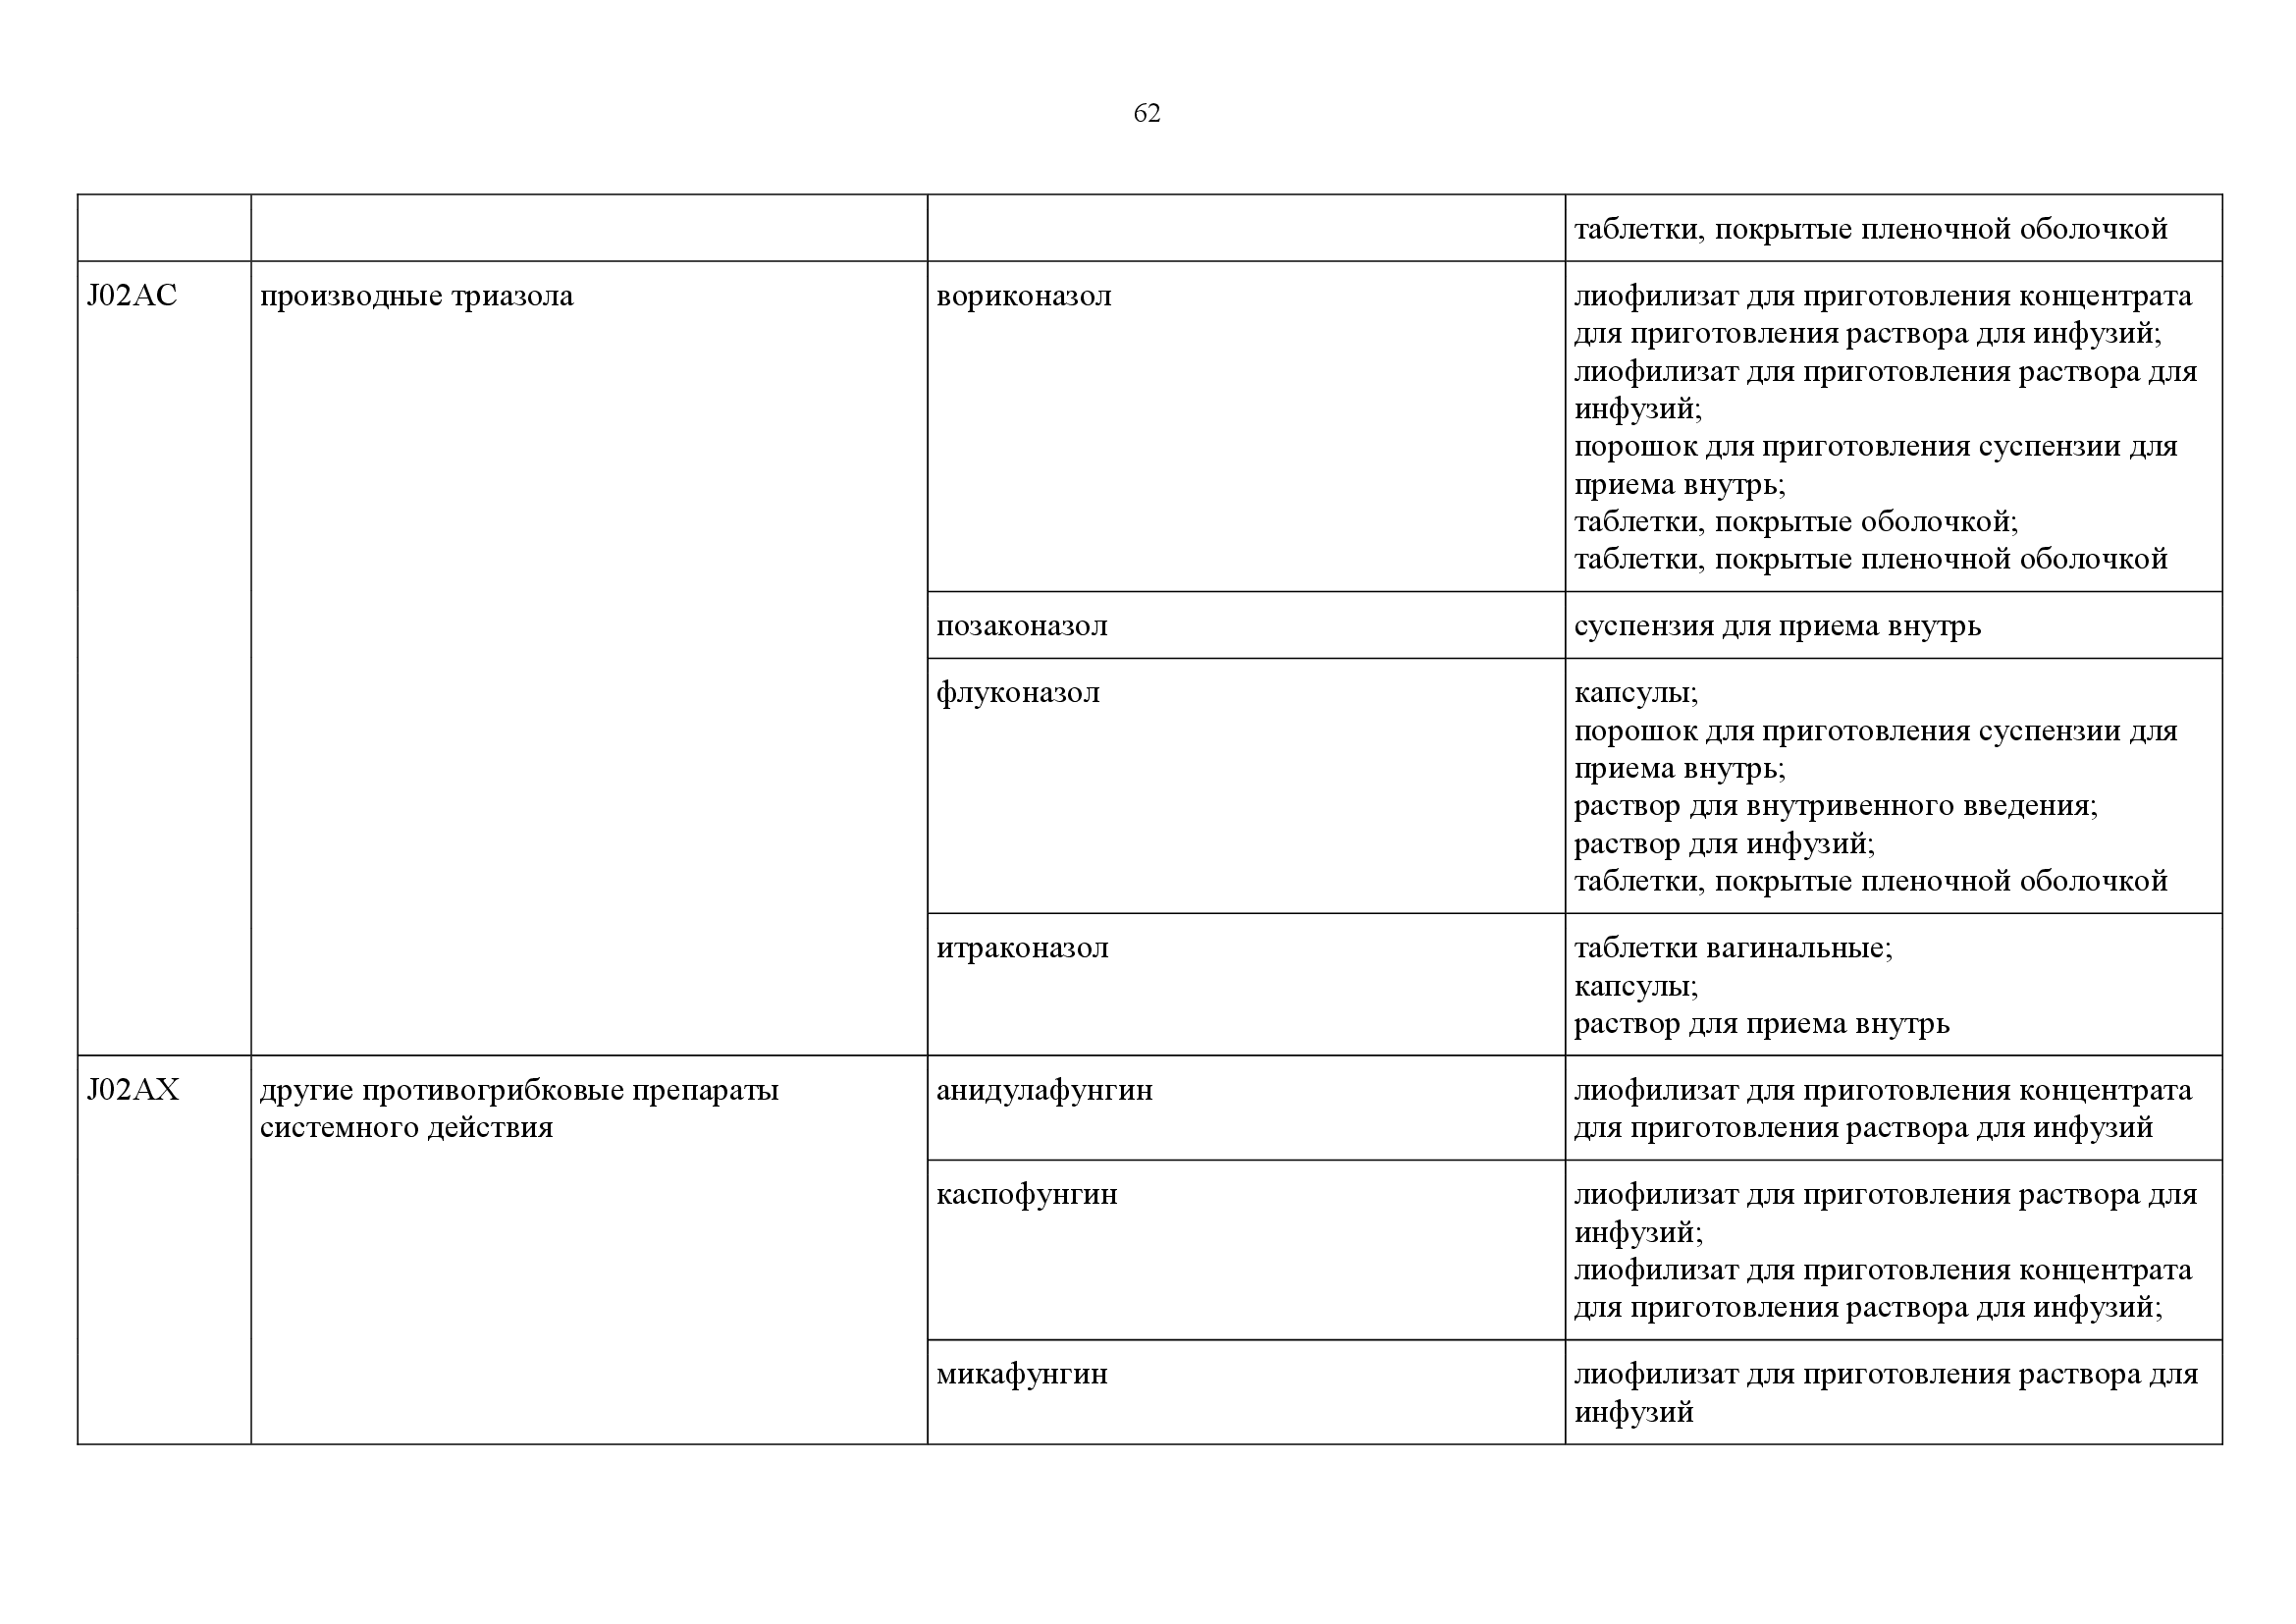 62
таблетки, покрытые пленочной оболочкой
J02AC
производные триазола
вориконазол
лиофилизат для приготовления концентрата
для приготовления раствора для инфузий;
лиофилизат для приготовления раствора для
инфузий;
порошок для приготовления суспензии для
приема внутрь;
таблетки, покрытые оболочкой;
таблетки, покрытые пленочной оболочкой
позаконазол
суспензия для приема внутрь
флуконазол
капсулы;
порошок для приготовления суспензии для
приема внутрь;
раствор для внутривенного введения;
раствор для инфузий;
таблетки, покрытые пленочной оболочкой
итраконазол
таблетки вагинальные;
капсулы;
раствор для приема внутрь
J02AX
другие противогрибковые препараты
системного действия
анидулафунгин
лиофилизат для приготовления концентрата
для приготовления раствора для инфузий
каспофунгин
лиофилизат для приготовления раствора для
инфузий;
лиофилизат для приготовления концентрата
для приготовления раствора для инфузий;
микафунгин
лиофилизат для приготовления раствора для
инфузий